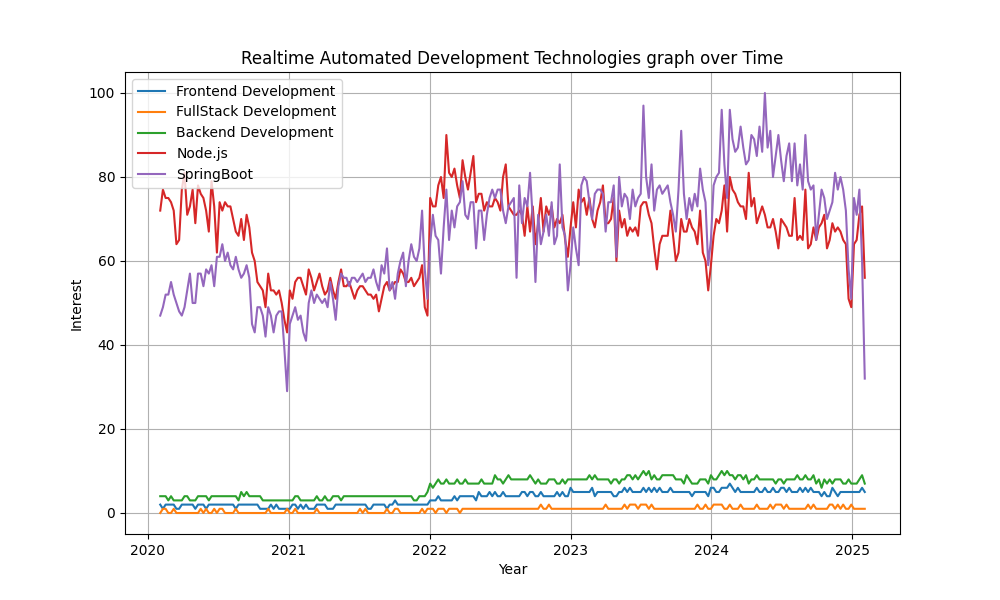 Realtime Automated Development Technologies graph over Time
Frontend Development
FullStack Development
Backend Development
Node.js
SpringBoot
100
80
60
40
20
0
Interest
2020 2021 2022 2023 2024 2025
Year